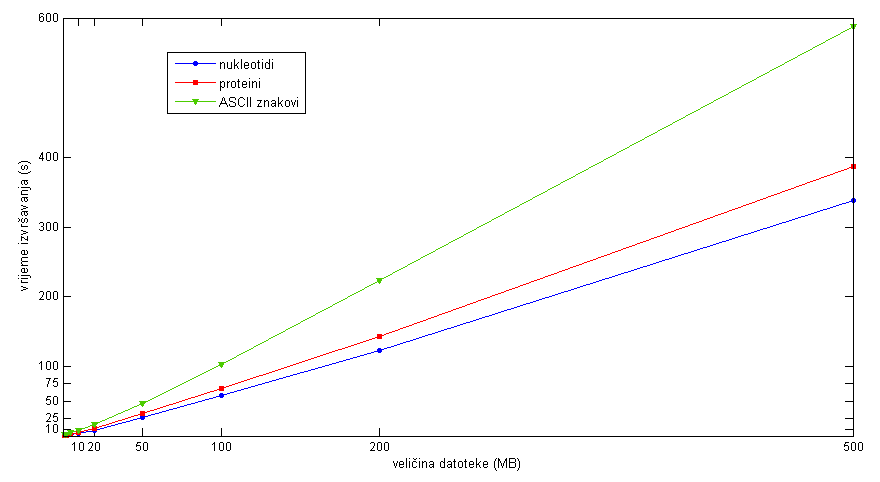 600
400
300
200
100
75
50
25
10
vrijeme izvršavanja (s)
nukleotidi
proteini
ASCII znakovi
10 20 50 100 200 500
veličina datoteke (MB)